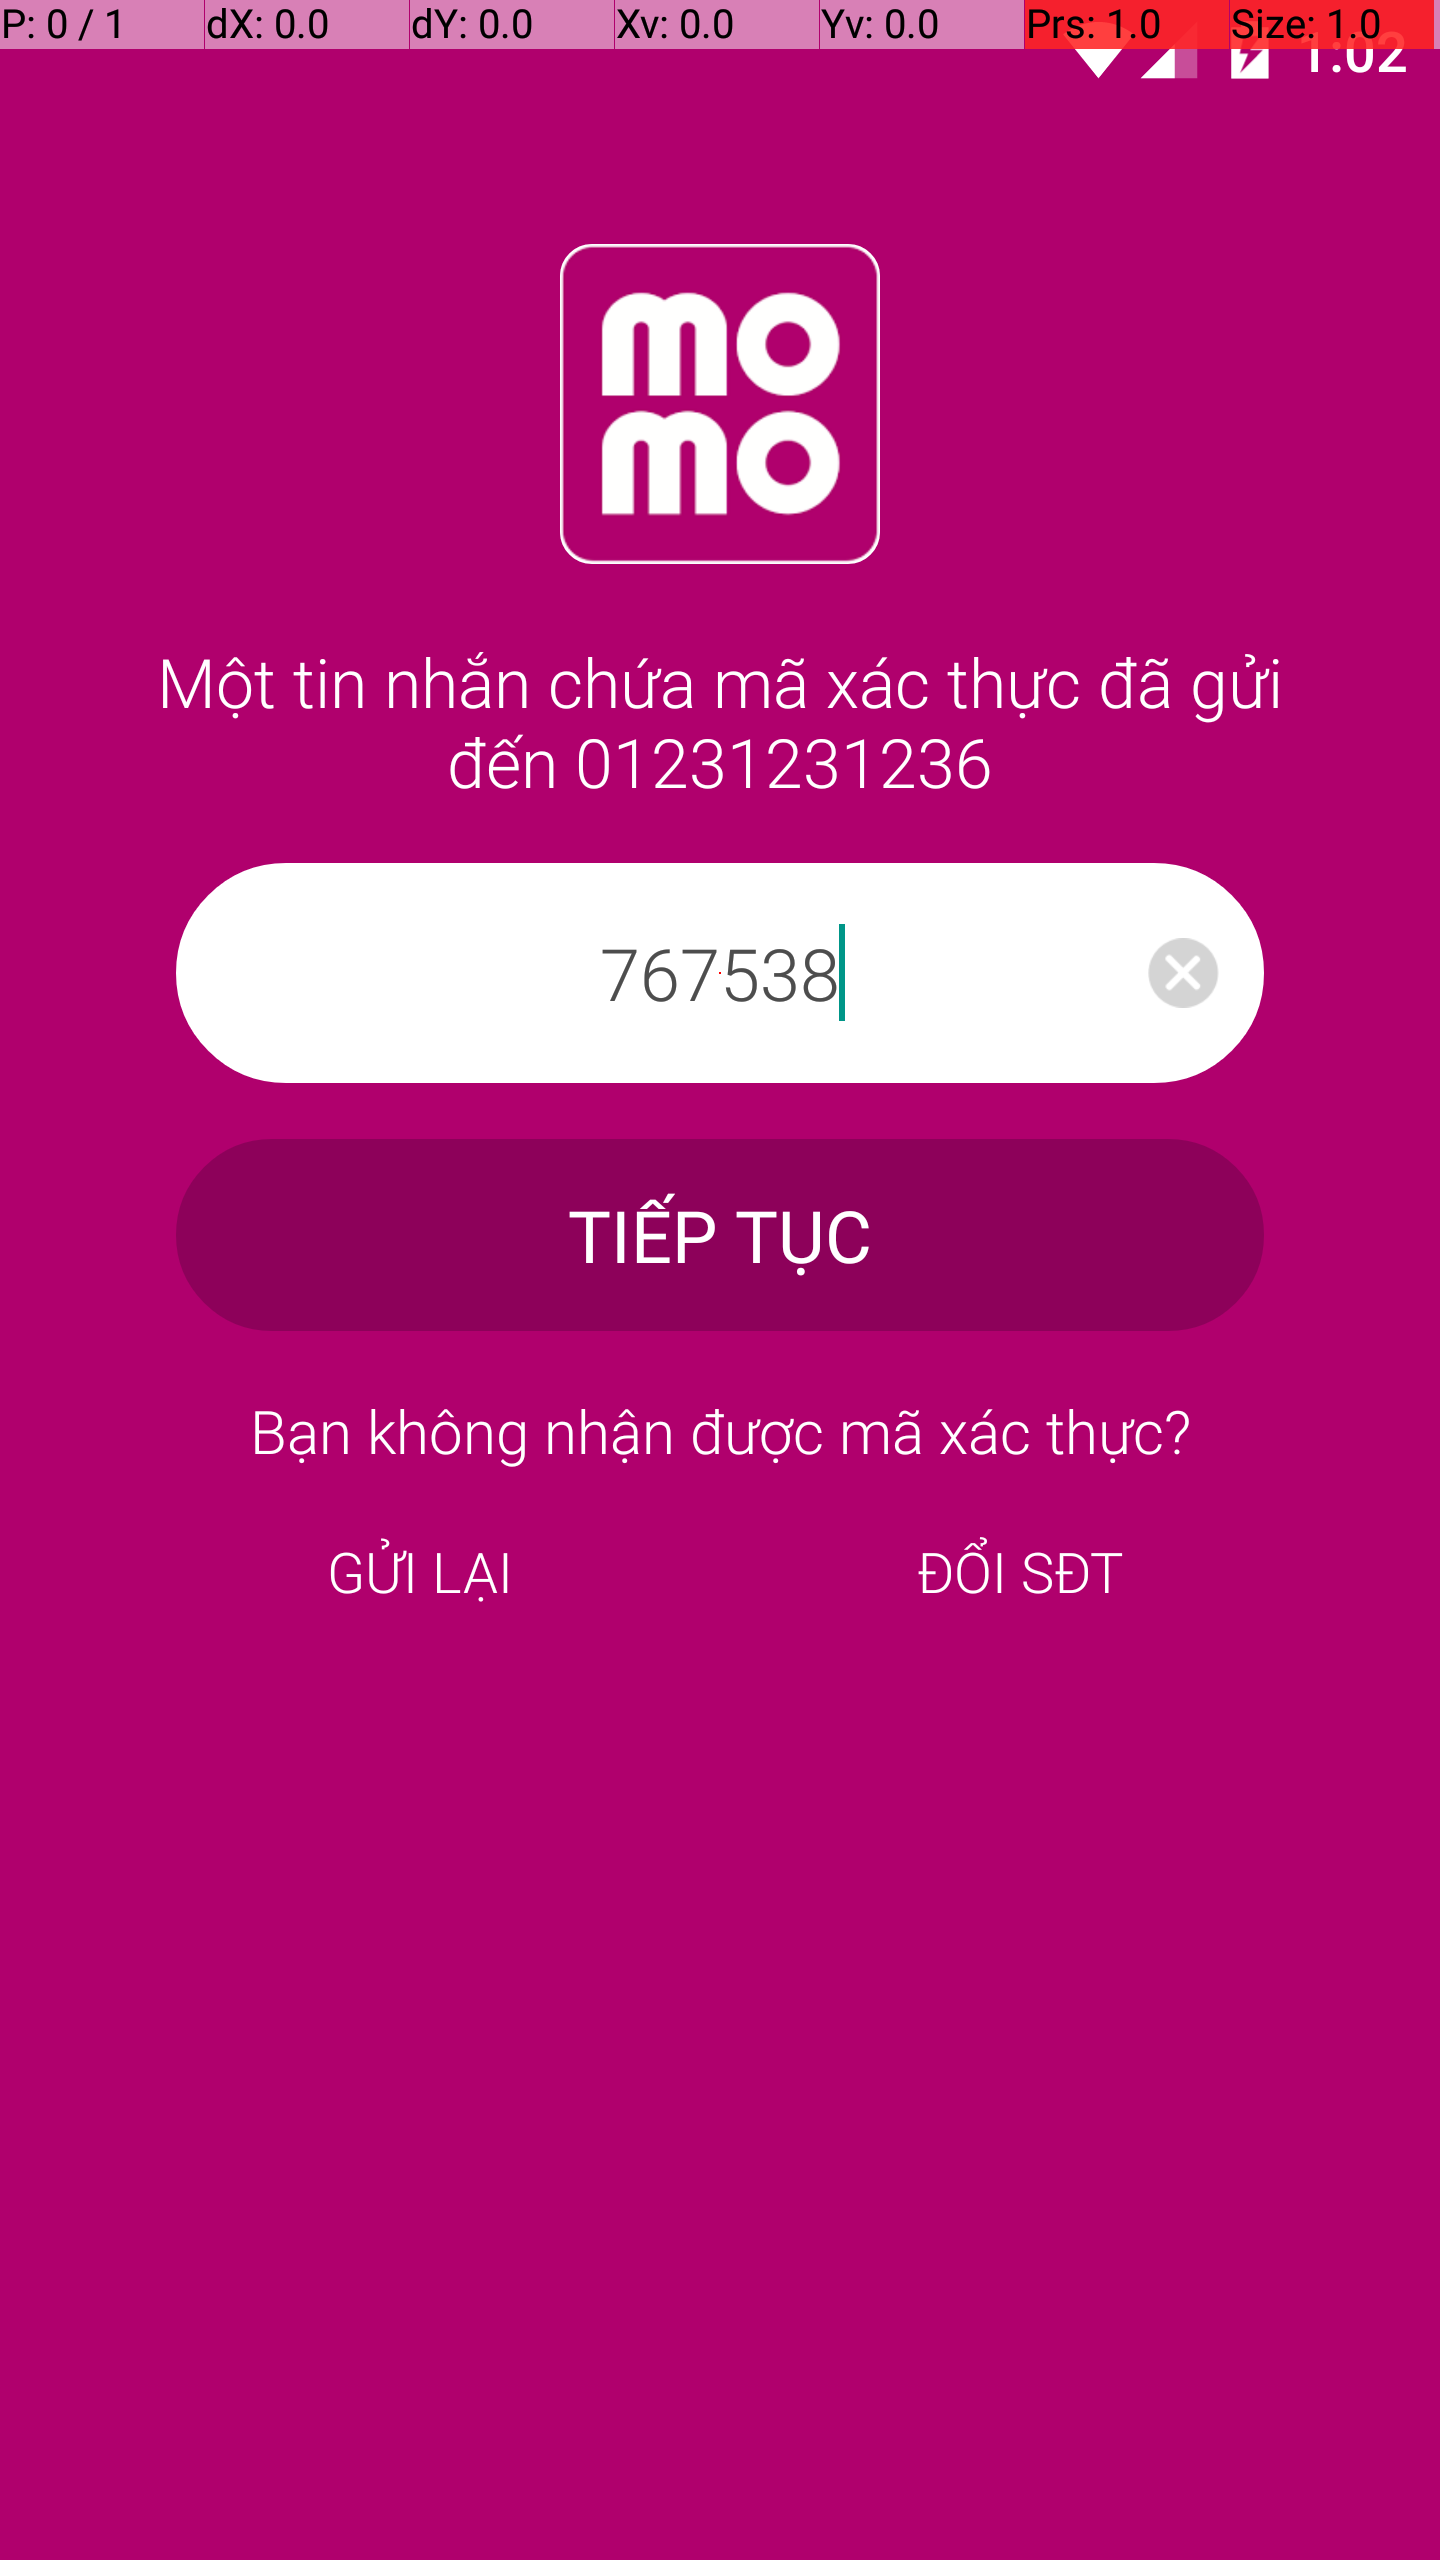 P: 0 / 1 dX: 0.0 dY: 0.0 Xv: 0.0 Yv: 0.0 Prs: 1.0 Size: 1.0
1:02
mo
mo
Một tin nhắn chứa mã xác thực đã gửi
đến 01231231236
767538
TIẾP TỤC
Bạn không nhận được mã xác thực?
GỬI LẠI ĐỔI SĐT